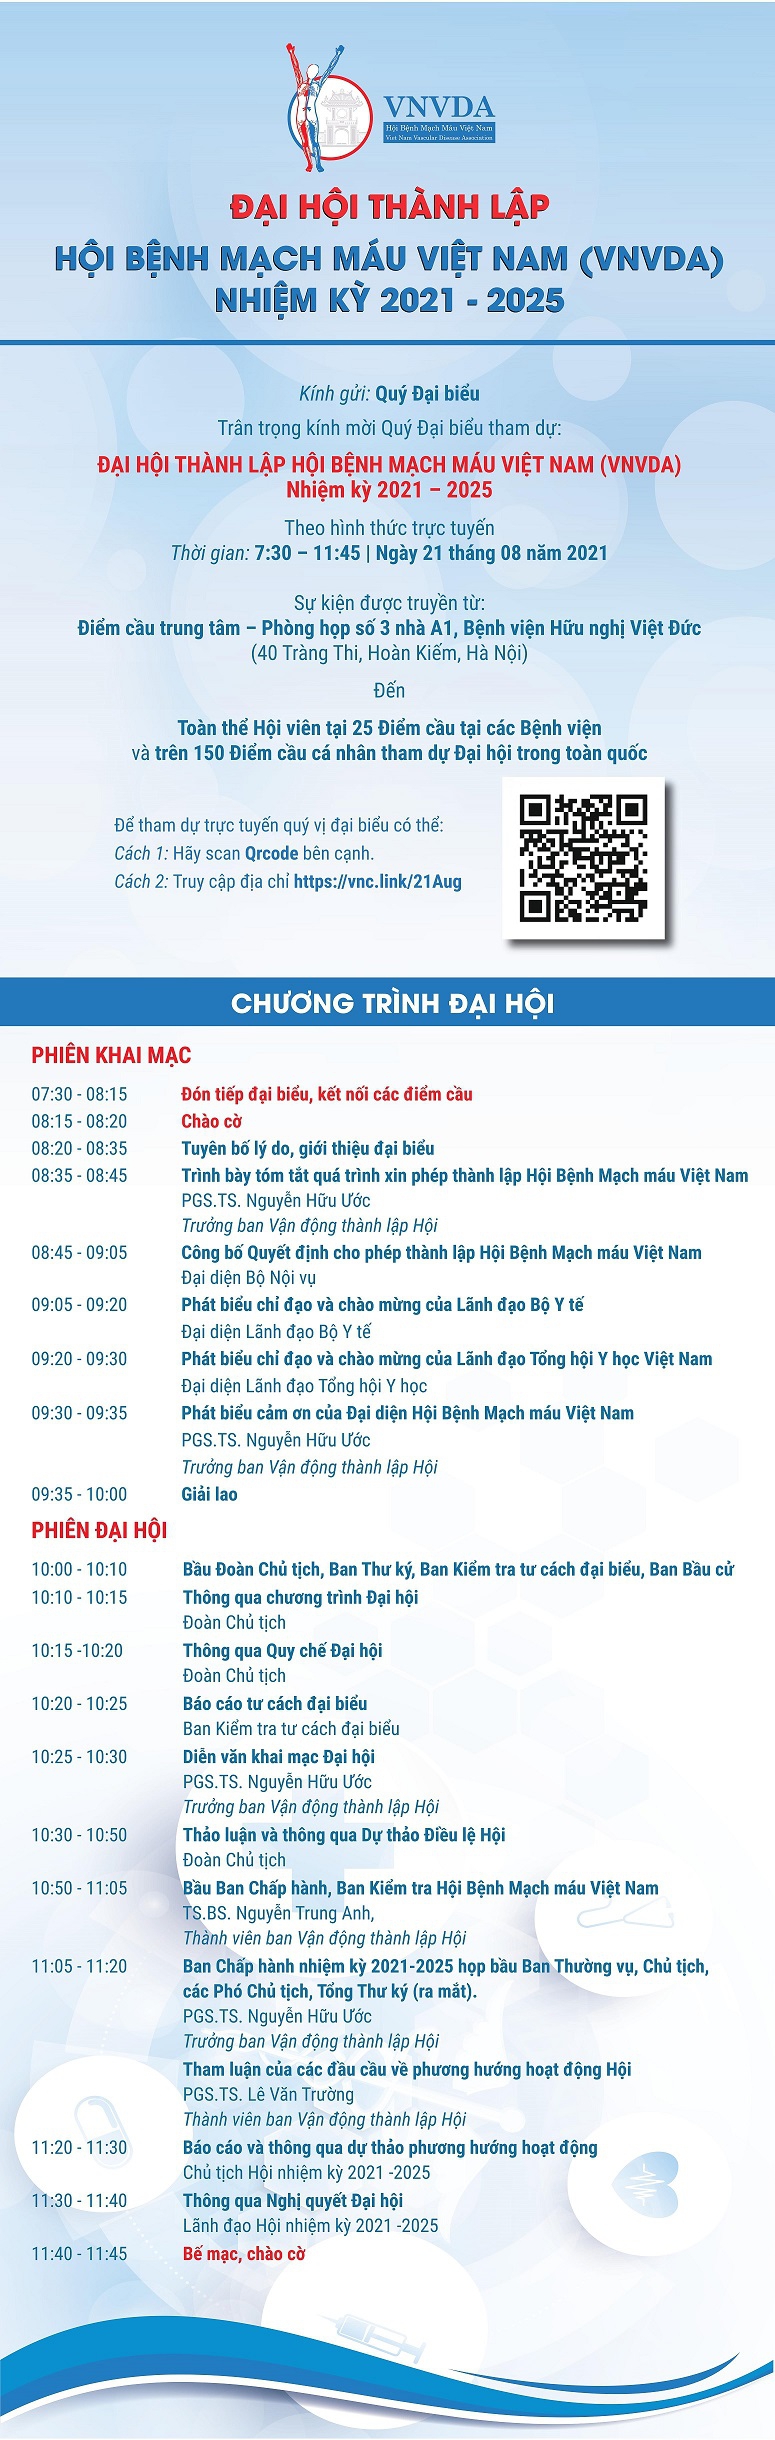 VNVDA
Hội Bệnh Mạch Máu Việt Nam
Viet Nam Vascular Disease Association
ĐẠI HỘI THÀNH LẬP
HỘI BỆNH MẠCH MÁU VIỆT NAM (VNVDA)
NHIỆM KỲ 2021 - 2025
Kính gửi: Quý Đại biểu
Trân trọng kính mời Quý Đại biểu tham dự:
ĐẠI HỘI THÀNH LẬP HỘI BỆNH MẠCH MÁU VIỆT NAM (VNVDA)
Nhiệm kỳ 2021 – 2025
Theo hình thức trực tuyến
Thời gian: 7:30 – 11:45 | Ngày 21 tháng 08 năm 2021
Sự kiện được truyền từ:
Điểm cầu trung tâm – Phòng họp số 3 nhà A1, Bệnh viện Hữu nghị Việt Đức
(40 Tràng Thi, Hoàn Kiếm, Hà Nội)
Đến
Toàn thể Hội viên tại 25 Điểm cầu tại các Bệnh viện
và trên 150 Điểm cầu cá nhân tham dự Đại hội trong toàn quốc
Để tham dự trực tuyến quý vị đại biểu có thể:
Cách 1: Hãy scan Qrcode bên cạnh.
Cách 2: Truy cập địa chỉ https://vnc.link/21Aug
CHƯƠNG TRÌNH ĐẠI HỘI
PHIÊN KHAI MẠC
07:30 - 08:15 Đón tiếp đại biểu, kết nối các điểm cầu
08:15 - 08:20 Chào cờ
08:20 - 08:35 Tuyên bố lý do, giới thiệu đại biểu
08:35 - 08:45 Trình bày tóm tắt quá trình xin phép thành lập Hội Bệnh Mạch máu Việt Nam
PGS.TS. Nguyễn Hữu Ước
Trưởng ban Vận động thành lập Hội
08:45 - 09:05 Công bố Quyết định cho phép thành lập Hội Bệnh Mạch máu Việt Nam
Đại diện Bộ Nội vụ
09:05 - 09:20 Phát biểu chỉ đạo và chào mừng của Lãnh đạo Bộ Y tế
Đại diện Lãnh đạo Bộ Y tế
09:20 - 09:30 Phát biểu chỉ đạo và chào mừng của Lãnh đạo Tổng hội Y học Việt Nam
Đại diện Lãnh đạo Tổng hội Y học
09:30 - 09:35 Phát biểu cảm ơn của Đại diện Hội Bệnh Mạch máu Việt Nam
PGS.TS. Nguyễn Hữu Ước
Trưởng ban Vận động thành lập Hội
09:35 - 10:00 Giải lao
PHIÊN ĐẠI HỘI
10:00 - 10:10 Bầu Đoàn Chủ tịch, Ban Thư ký, Ban Kiểm tra tư cách đại biểu, Ban Bầu cử
10:10 - 10:15 Thông qua chương trình Đại hội
Đoàn Chủ tịch
10:15 -10:20 Thông qua Quy chế Đại hội
Đoàn Chủ tịch
10:20 - 10:25 Báo cáo tư cách đại biểu
Ban Kiểm tra tư cách đại biểu
10:25 - 10:30 Diễn văn khai mạc Đại hội
PGS.TS. Nguyễn Hữu Ước
Trưởng ban Vận động thành lập Hội
10:30 - 10:50 Thảo luận và thông qua Dự thảo Điều lệ Hội
Đoàn Chủ tịch
10:50 - 11:05 Bầu Ban Chấp hành, Ban Kiểm tra Hội Bệnh Mạch máu Việt Nam
TS.BS. Nguyễn Trung Anh,
Thành viên ban Vận động thành lập Hội
11:05 - 11:20 Ban Chấp hành nhiệm kỳ 2021-2025 họp bầu Ban Thường vụ, Chủ tịch,
các Phó Chủ tịch, Tổng Thư ký (ra mắt).
PGS.TS. Nguyễn Hữu Ước
Trưởng ban Vận động thành lập Hội
Tham luận của các đầu cầu về phương hướng hoạt động Hội
PGS.TS. Lê Văn Trường
Thành viên ban Vận động thành lập Hội
11:20 - 11:30 Báo cáo và thông qua dự thảo phương hướng hoạt động
Chủ tịch Hội nhiệm kỳ 2021 -2025
11:30 - 11:40 Thông qua Nghị quyết Đại hội
Lãnh đạo Hội nhiệm kỳ 2021 -2025
11:40 - 11:45 Bế mạc, chào cờ